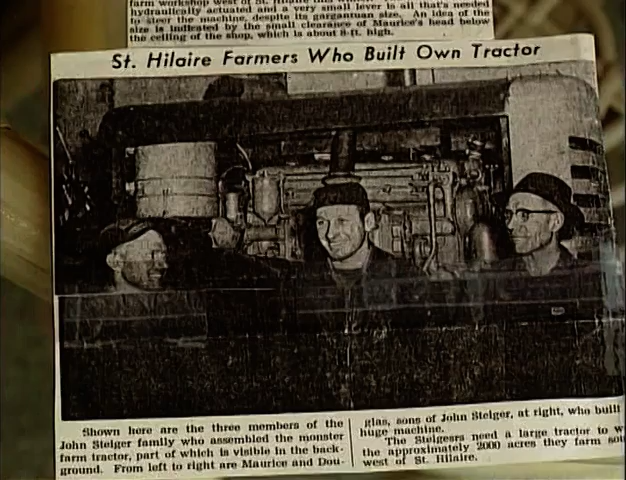 farm workshop west of St. Hilaire this
hydraulically actuated and a very small lever is all that's needed
to steer the machine, despite its gargantuan size. An idea of the
size is indicated by the small clearance of Maurice's head below
the ceiling of the shop, which is about 8-ft. high.
St. Hilaire Farmers Who Built Own Tractor
Shown here are the three members of the
John Steiger family who assembled the monster
farm tractor, part of which is visible in the back-
ground. From left to right are Maurice and Dou-
glas, sons of John Steiger, at right, who built
huge machine.
The Steigers need a large tractor to w
the approximately 2000 acres they farm sou
west of St. Hilaire.